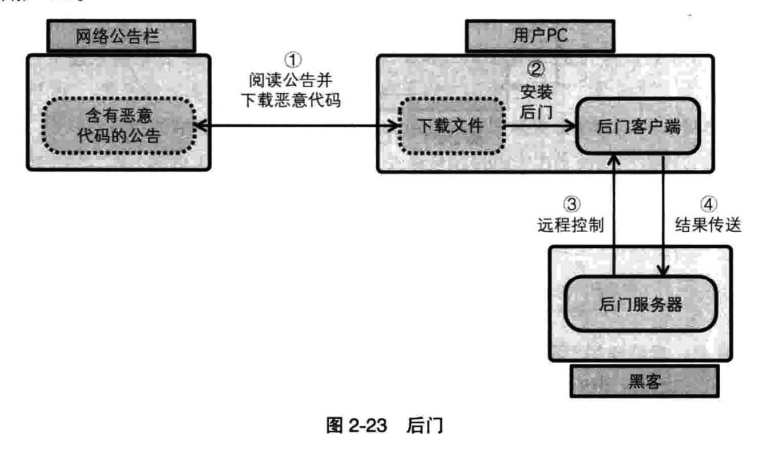 网络公告栏
用户PC
①
阅读公告并
下载恶意代码
②
安装
后门
含有恶意
代码的公告
下载文件
后门客户端
③
远程控制
④
结果传送
后门服务器
黑客
图 2-23 后门